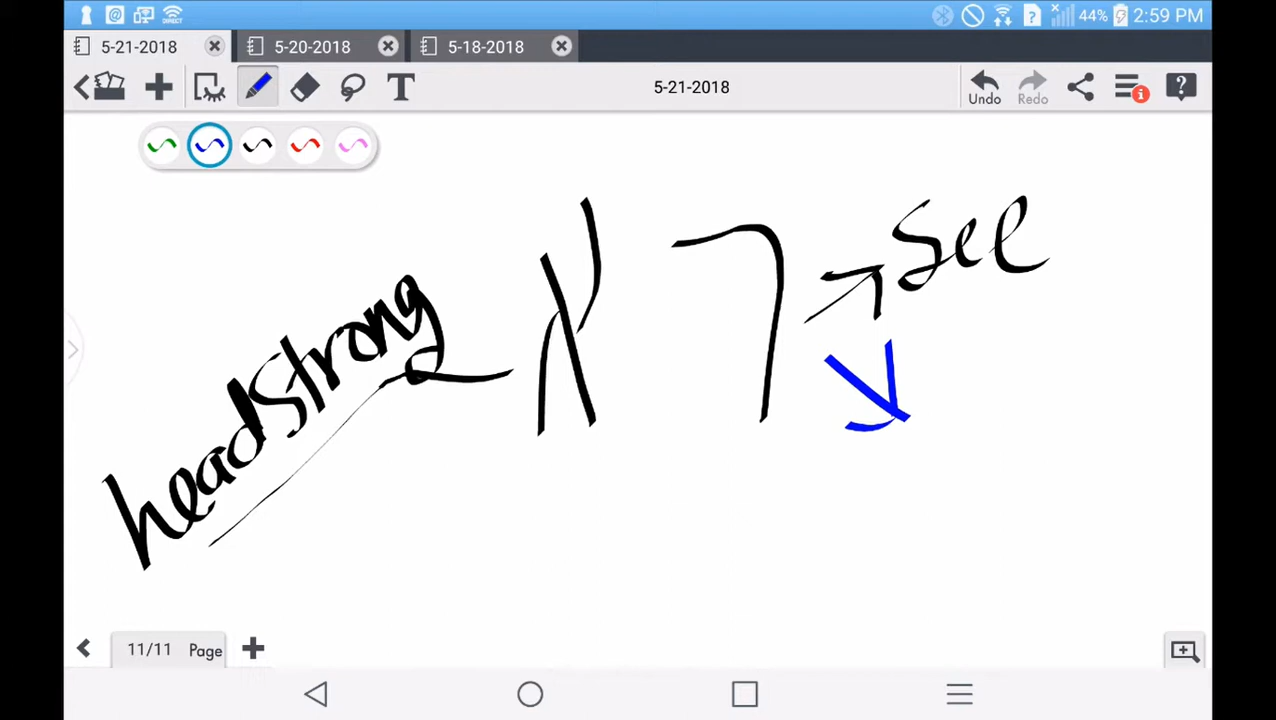 DIRECT 44% 2:59 PM
5-21-2018 5-20-2018 5-18-2018
T 5-21-2018 Undo Redo
see
headstrong א ר
11/11 Page